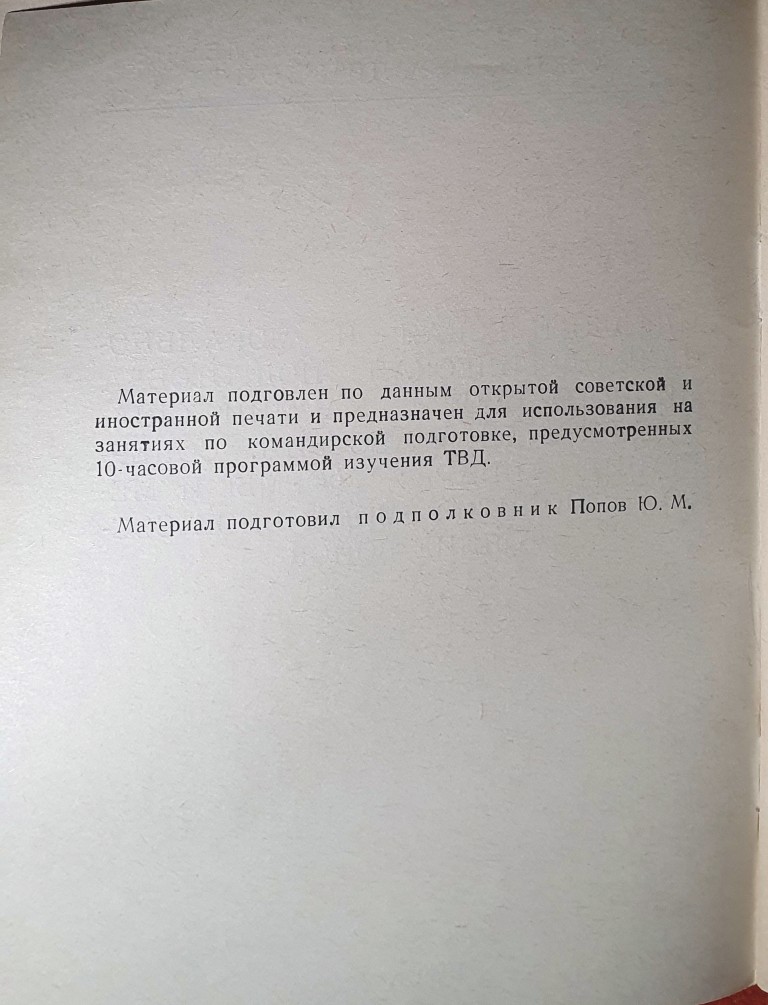 Материал подговлен по данным открытой советской и
иностранной печати и предназначен для использования на
занятиях по командирской подготовке, предусмотренных
10-часовой программой изучения ТВД.
Материал подготовил подполковник Попов Ю. М.